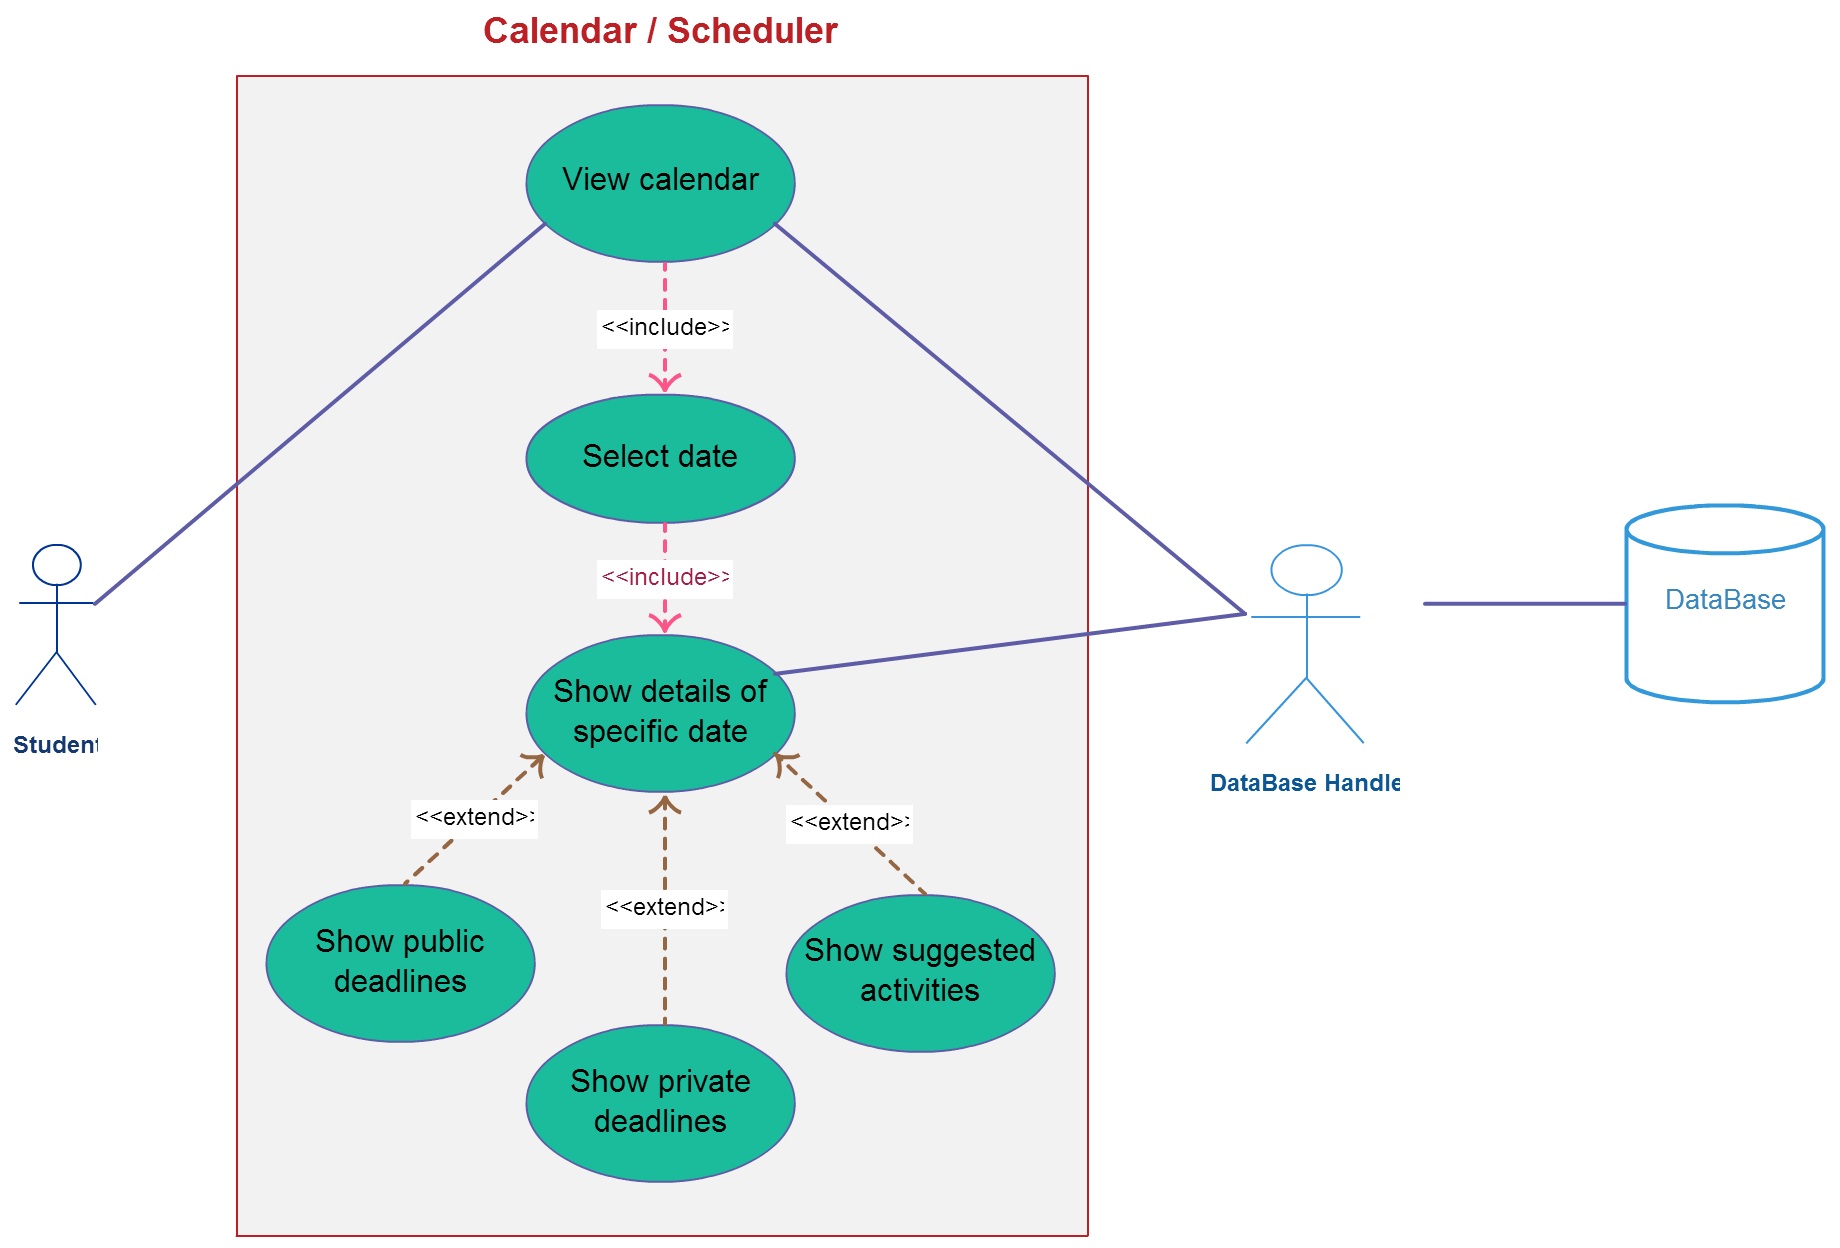 Calendar / Scheduler
View calendar
<<include>>
Select date
<<include>>
Show details of
specific date
<<extend>>
<<extend>>
<<extend>>
Show public
deadlines
Show suggested
activities
Show private
deadlines
Student
DataBase Handle
DataBase